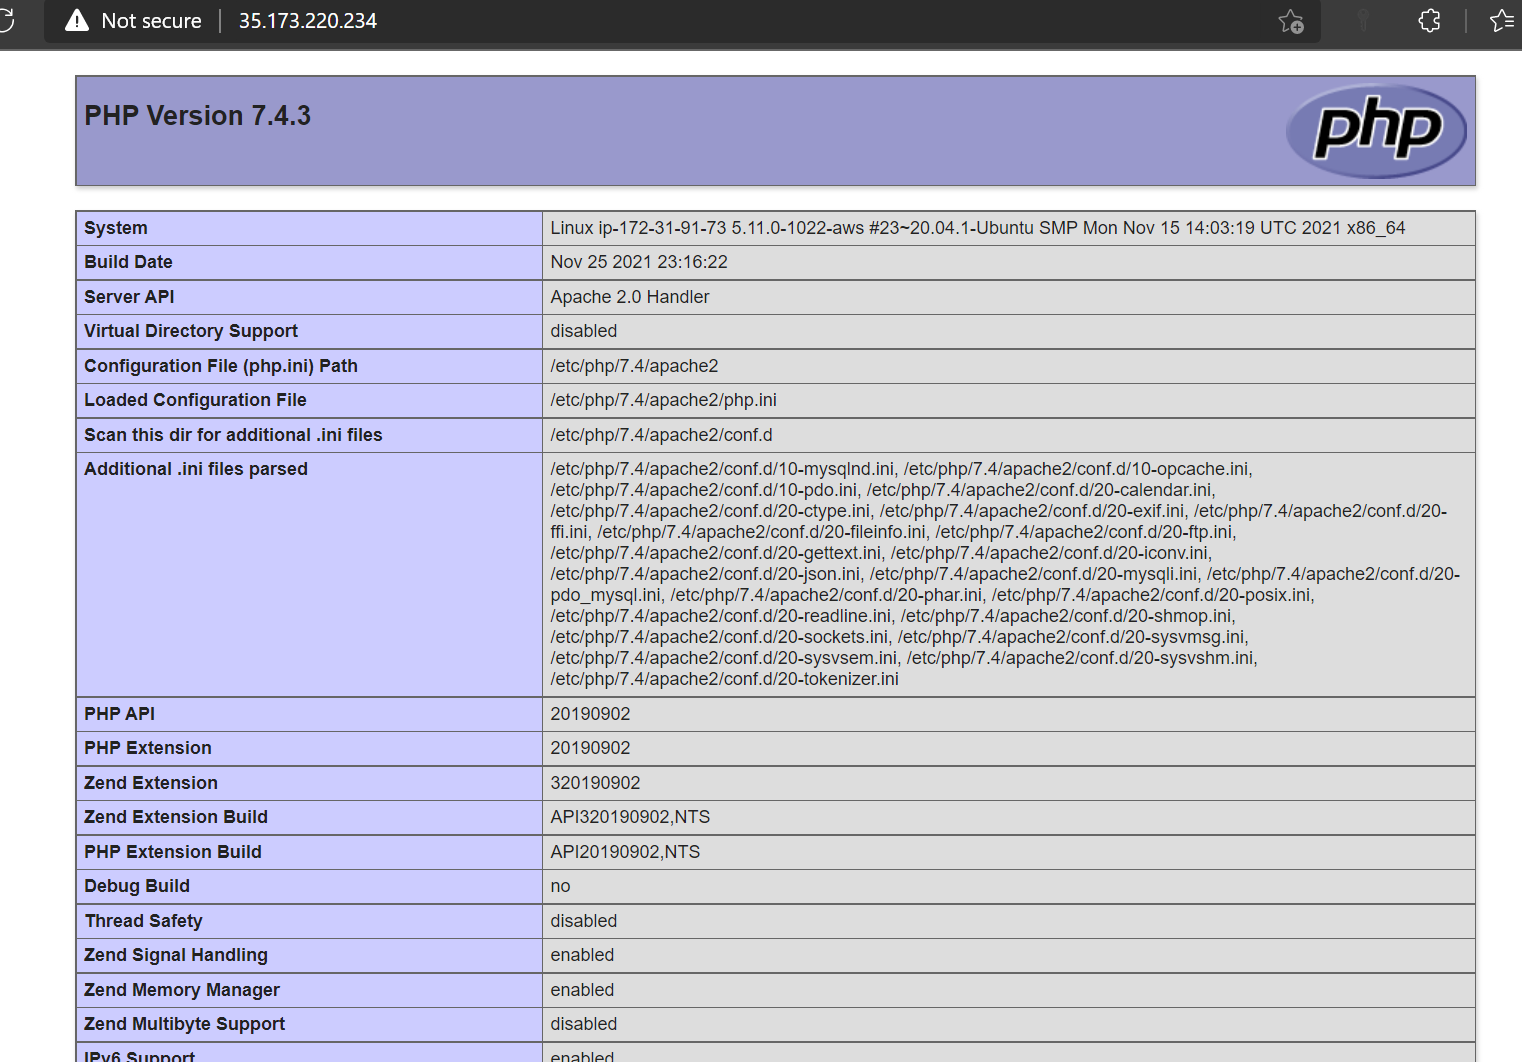 Not secure 35.173.220.234
PHP Version 7.4.3
php
System Linux ip-172-31-91-73 5.11.0-1022-aws #23~20.04.1-Ubuntu SMP Mon Nov 15 14:03:19 UTC 2021 x86_64
Build Date Nov 25 2021 23:16:22
Server API Apache 2.0 Handler
Virtual Directory Support disabled
Configuration File (php.ini) Path /etc/php/7.4/apache2
Loaded Configuration File /etc/php/7.4/apache2/php.ini
Scan this dir for additional .ini files /etc/php/7.4/apache2/conf.d
Additional .ini files parsed /etc/php/7.4/apache2/conf.d/10-mysqlnd.ini, /etc/php/7.4/apache2/conf.d/10-opcache.ini,
/etc/php/7.4/apache2/conf.d/10-pdo.ini, /etc/php/7.4/apache2/conf.d/20-calendar.ini,
/etc/php/7.4/apache2/conf.d/20-ctype.ini, /etc/php/7.4/apache2/conf.d/20-exif.ini, /etc/php/7.4/apache2/conf.d/20-
ffi.ini, /etc/php/7.4/apache2/conf.d/20-fileinfo.ini, /etc/php/7.4/apache2/conf.d/20-ftp.ini,
/etc/php/7.4/apache2/conf.d/20-gettext.ini, /etc/php/7.4/apache2/conf.d/20-iconv.ini,
/etc/php/7.4/apache2/conf.d/20-json.ini, /etc/php/7.4/apache2/conf.d/20-mysqli.ini, /etc/php/7.4/apache2/conf.d/20-
pdo_mysql.ini, /etc/php/7.4/apache2/conf.d/20-phar.ini, /etc/php/7.4/apache2/conf.d/20-posix.ini,
/etc/php/7.4/apache2/conf.d/20-readline.ini, /etc/php/7.4/apache2/conf.d/20-shmop.ini,
/etc/php/7.4/apache2/conf.d/20-sockets.ini, /etc/php/7.4/apache2/conf.d/20-sysvmsg.ini,
/etc/php/7.4/apache2/conf.d/20-sysvsem.ini, /etc/php/7.4/apache2/conf.d/20-sysvshm.ini,
/etc/php/7.4/apache2/conf.d/20-tokenizer.ini
PHP API 20190902
PHP Extension 20190902
Zend Extension 320190902
Zend Extension Build API320190902,NTS
PHP Extension Build API20190902,NTS
Debug Build no
Thread Safety disabled
Zend Signal Handling enabled
Zend Memory Manager enabled
Zend Multibyte Support disabled
IPv6 Support enabled